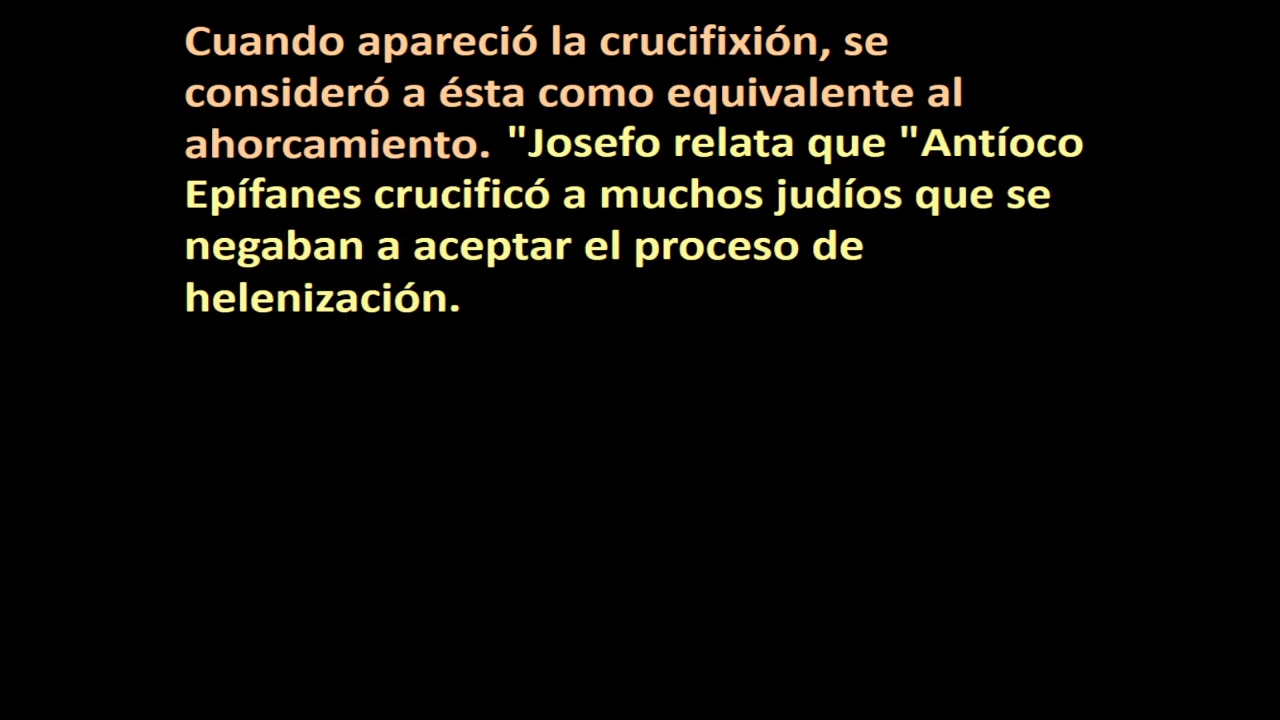 Cuando apareció la crucifixión, se
consideró a ésta como equivalente al
ahorcamiento. "Josefo relata que "Antíoco
Epífanes crucificó a muchos judíos que se
negaban a aceptar el proceso de
helenización.